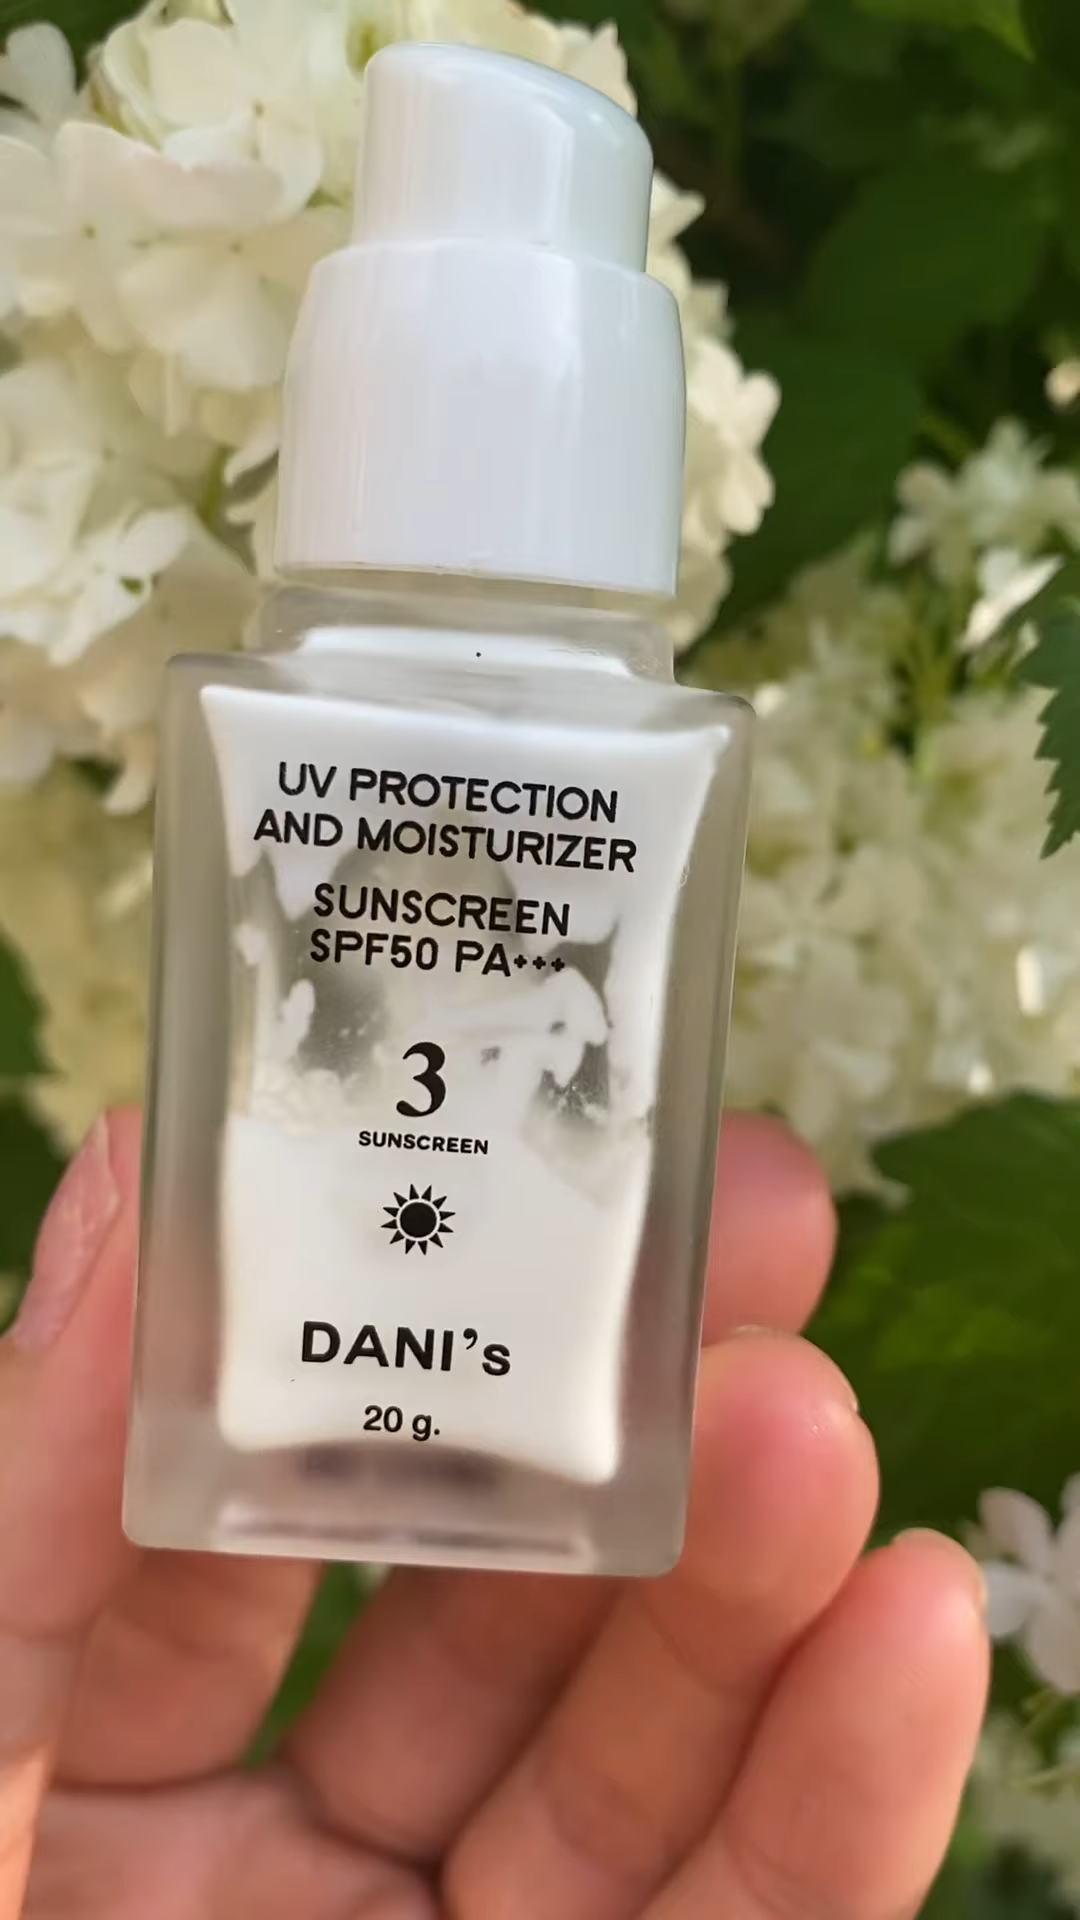 UV PROTECTION
AND MOISTURIZER
SUNSCREEN
SPF50 PA+++
3
SUNSCREEN
DANI's
20 g.